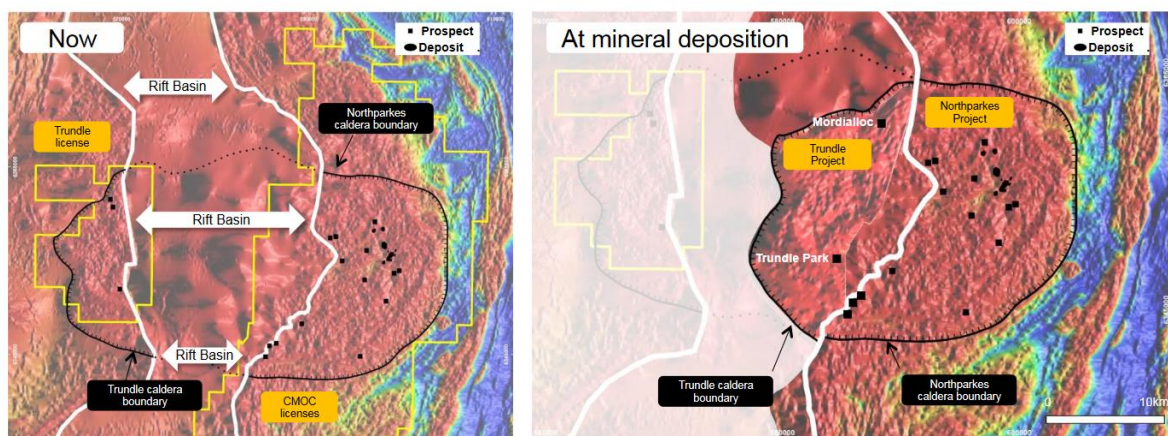 Now
Prospect
Deposit
Rift Basin
Northparkes
caldera boundary
Trundle
license
Rift Basin
Rift Basin
Trundle caldera
boundary
CMOC
licenses
At mineral deposition
Prospect
Deposit
Mordialloc
Northparkes
Project
Trundle
Project
Trundle Park
Trundle caldera
boundary
Northparkes
caldera boundary
0 10km